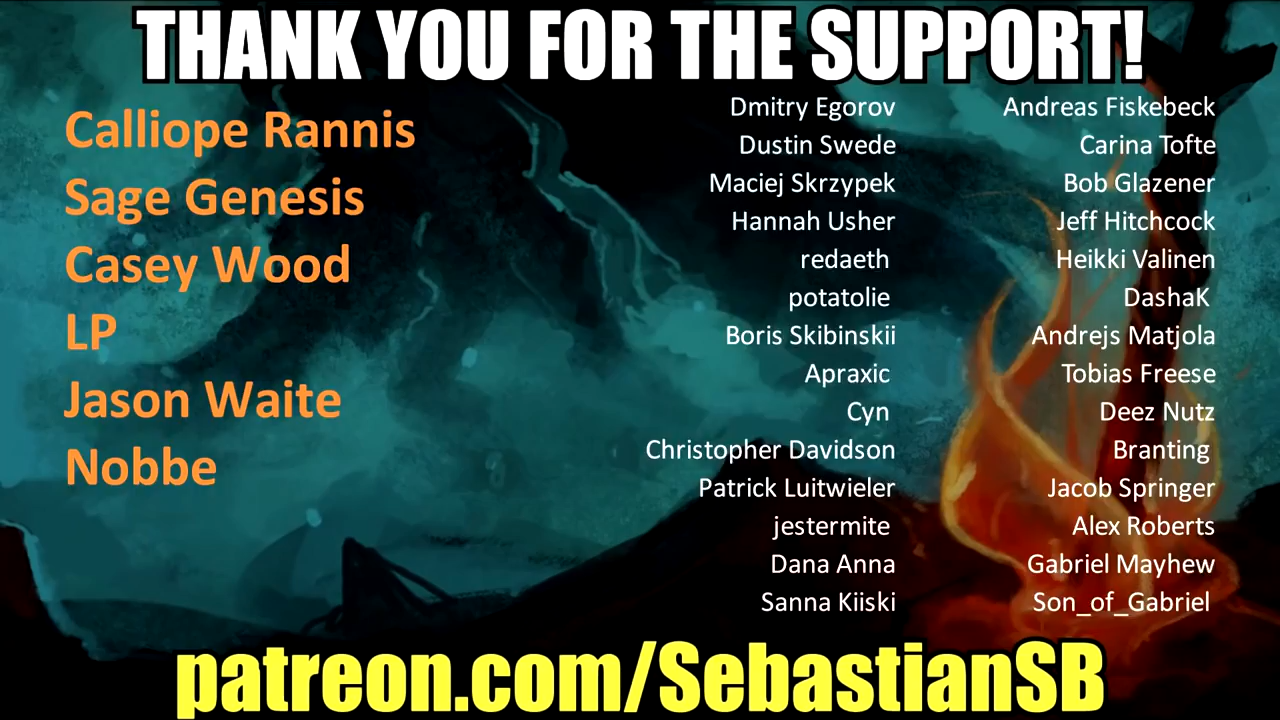 THANK YOU FOR THE SUPPORT!
Calliope Rannis
Sage Genesis
Casey Wood
LP
Jason Waite
Nobbe
Dmitry Egorov
Dustin Swede
Maciej Skrzypek
Hannah Usher
redaeth
potatolie
Boris Skibinskii
Apraxic
Cyn
Christopher Davidson
Patrick Luitwieler
jestermite
Dana Anna
Sanna Kiiski
Andreas Fiskebeck
Carina Tofte
Bob Glazener
Jeff Hitchcock
Heikki Valinen
DashaK
Andrejs Matjola
Tobias Freese
Deez Nutz
Branting
Jacob Springer
Alex Roberts
Gabriel Mayhew
Son_of_Gabriel
patreon.com/SebastianSB